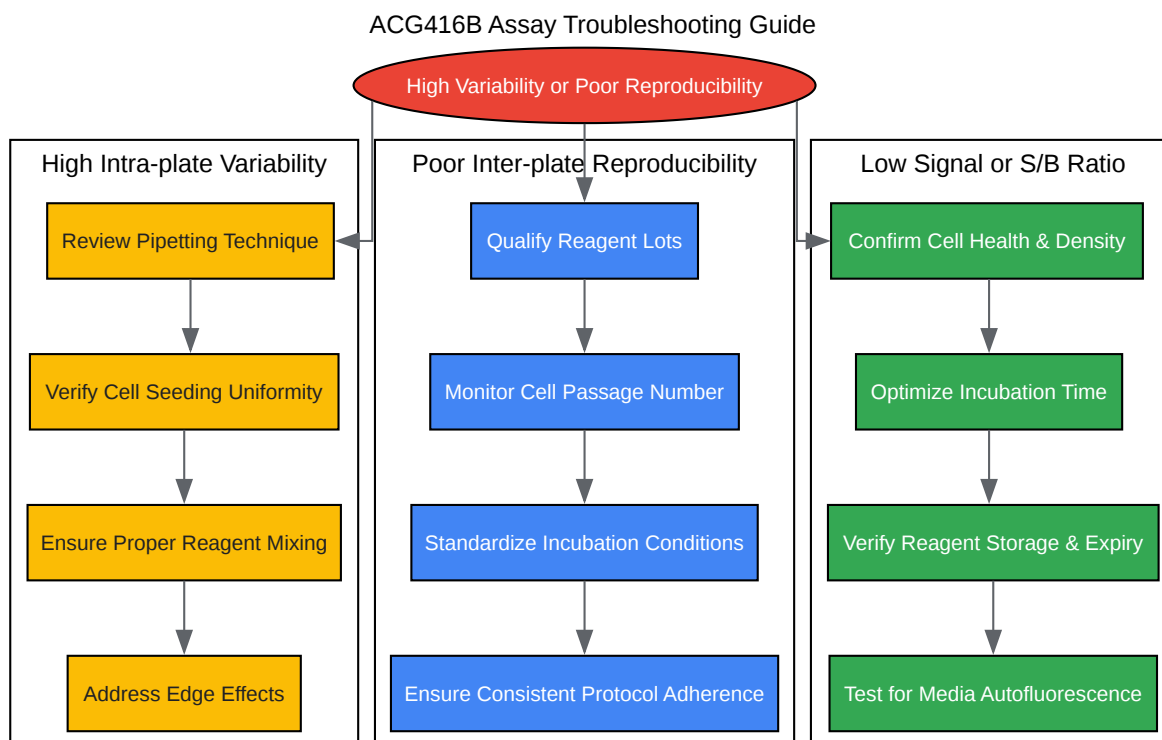 ACG416B Assay Troubleshooting Guide
High Variability or Poor Reproducibility
High Intra-plate Variability
Review Pipetting Technique
Verify Cell Seeding Uniformity
Ensure Proper Reagent Mixing
Address Edge Effects
Poor Inter-plate Reproducibility
Qualify Reagent Lots
Monitor Cell Passage Number
Standardize Incubation Conditions
Ensure Consistent Protocol Adherence
Low Signal or S/B Ratio
Confirm Cell Health & Density
Optimize Incubation Time
Verify Reagent Storage & Expiry
Test for Media Autofluorescence